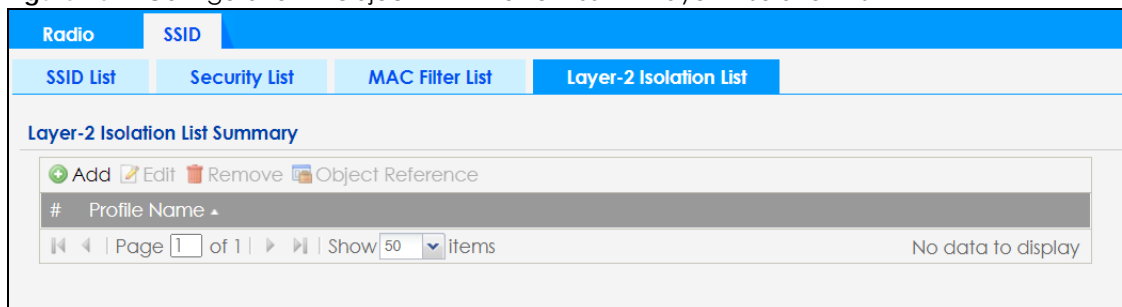 Radio SSID
SSID List Security List MAC Filter List Layer-2 Isolation List
Layer-2 Isolation List Summary
Add Edit Remove Object Reference
# Profile Name
Page 1 of 1 Show 50 items No data to display